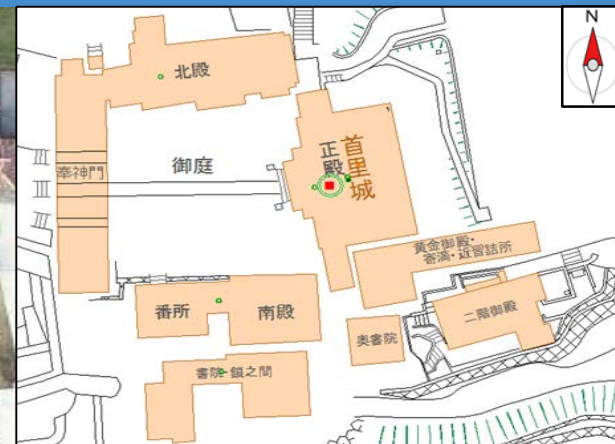 N
北殿
正殿
首里城
御庭
奉神門
黄金御殿・
寄満・近習詰所
二階御殿
番所
南殿
奥書院
書院・鎖之間